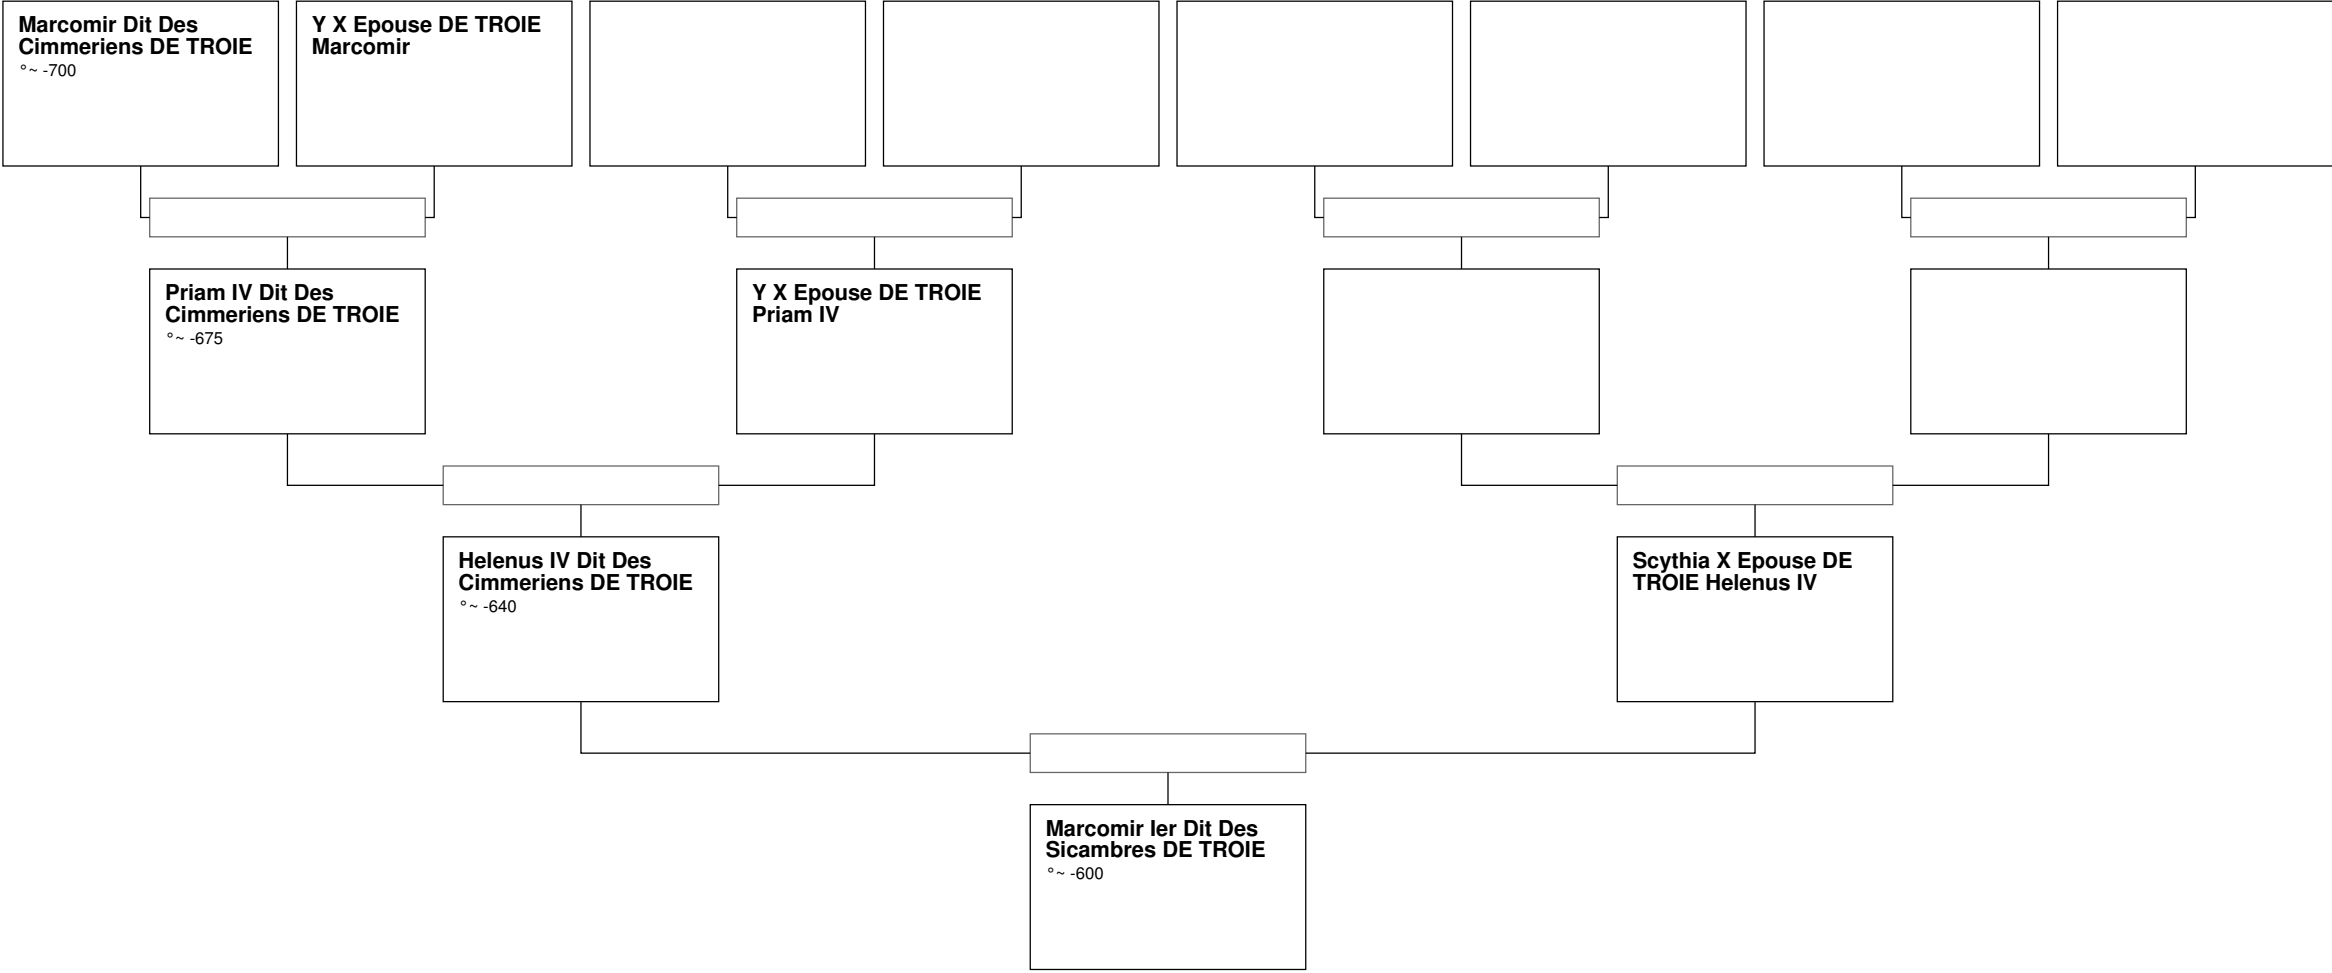 Marcomir Dit Des
Cimmeriens DE TROIE
°~ -700
Y X Epouse DE TROIE
Marcomir
Priam IV Dit Des
Cimmeriens DE TROIE
°~ -675
Y X Epouse DE TROIE
Priam IV
Helenus IV Dit Des
Cimmeriens DE TROIE
°~ -640
Scythia X Epouse DE
TROIE Helenus IV
Marcomir Ier Dit Des
Sicambres DE TROIE
°~ -600